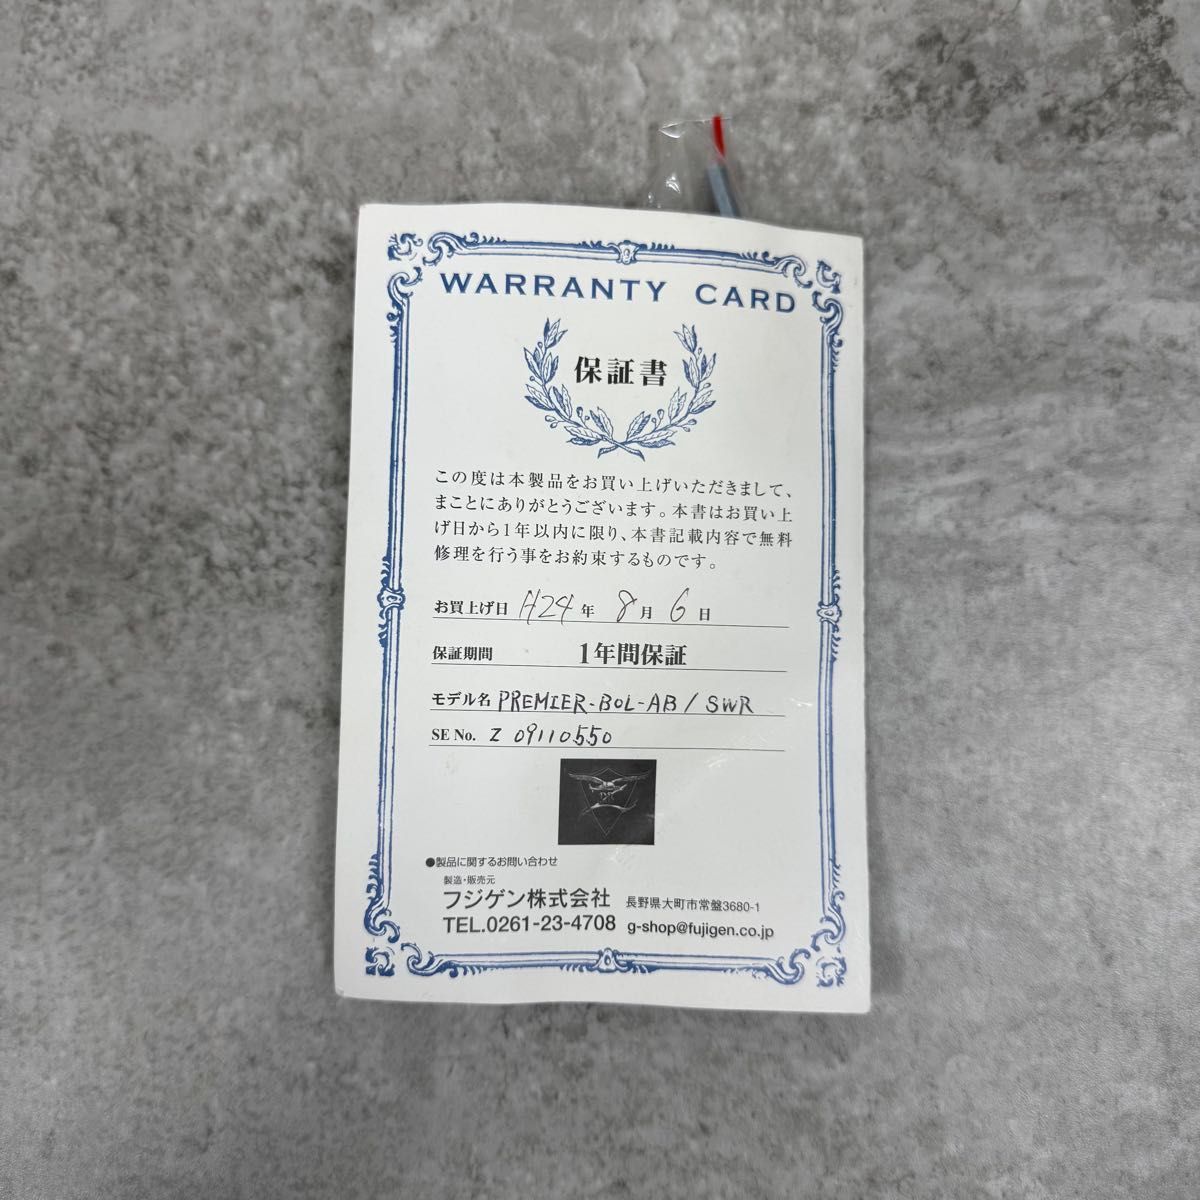 WARRANTY CARD
保証書
この度は本製品をお買い上げいただきまして、
まことにありがとうございます。本書はお買い上
げ日から1年以内に限り、本書記載内容で無料
修理を行う事をお約束するものです。
お買上げ日 H24年 8月 6日
保証期間 1年間保証
モデル名 PREMIER-BOL-AB / SWR
SE No. Z 09110550
●製品に関するお問い合わせ
製造・販売元
フジゲン株式会社 長野県大町市常盤3680-1
TEL.0261-23-4708 g-shop@fujigen.co.jp